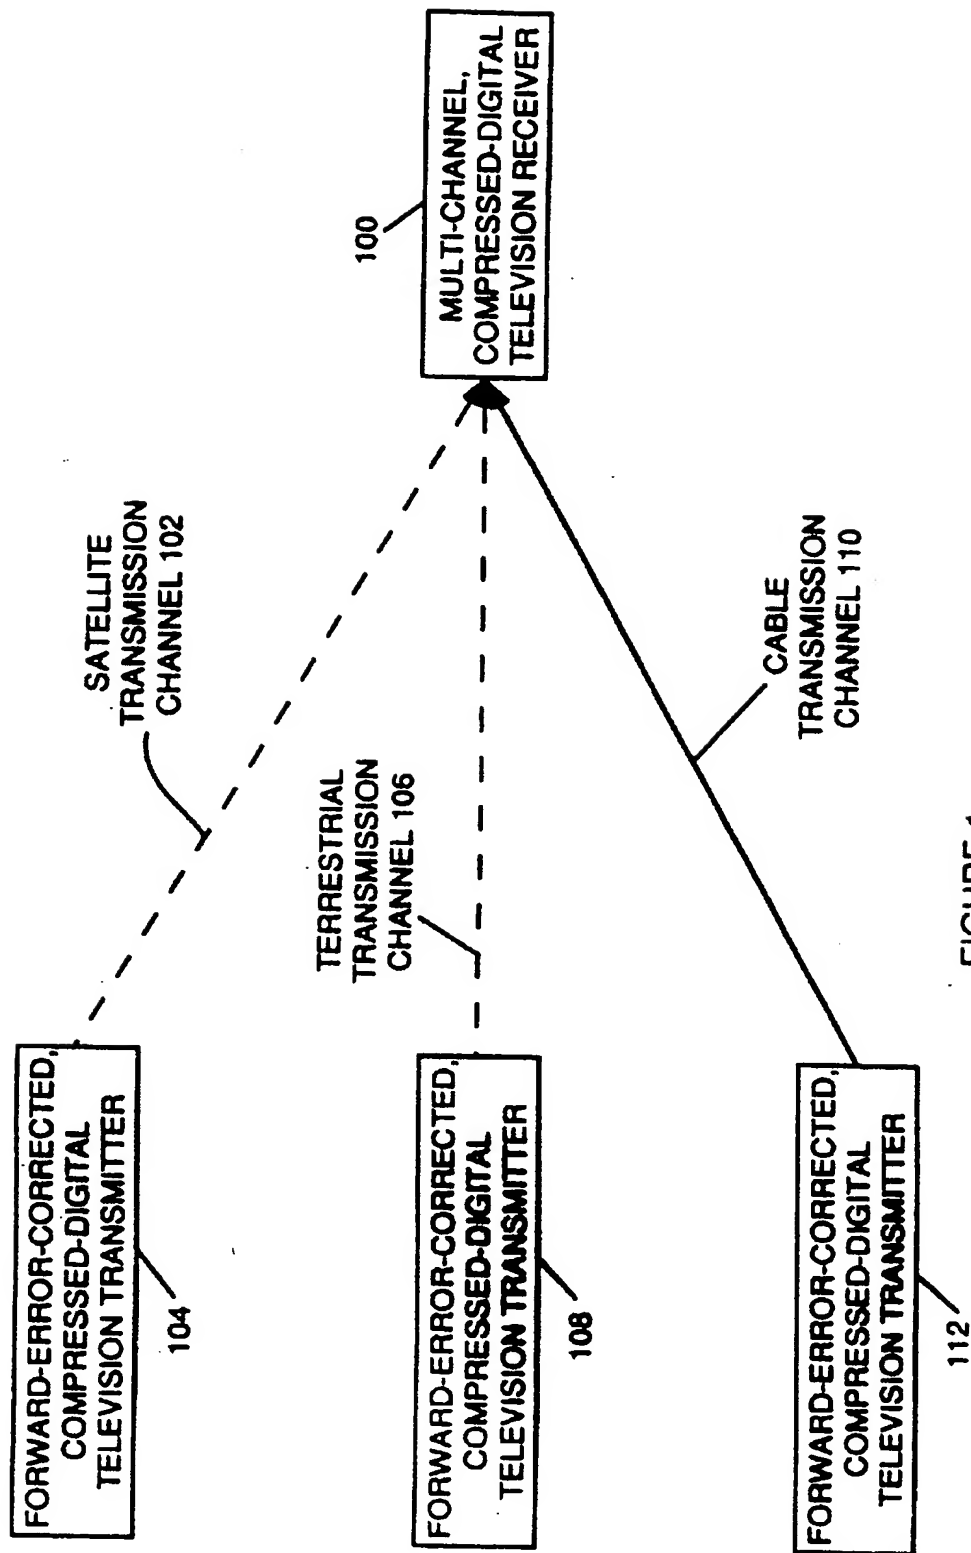 FORWARD-ERROR-CORRECTED,
COMPRESSED-DIGITAL
TELEVISION TRANSMITTER
104
SATELLITE
TRANSMISSION
CHANNEL 102
FORWARD-ERROR-CORRECTED,
COMPRESSED-DIGITAL
TELEVISION TRANSMITTER
108
TERRESTRIAL
TRANSMISSION
CHANNEL 106
100
MULTI-CHANNEL,
COMPRESSED-DIGITAL
TELEVISION RECEIVER
FORWARD-ERROR-CORRECTED,
COMPRESSED-DIGITAL
TELEVISION TRANSMITTER
112
CABLE
TRANSMISSION
CHANNEL 110
FIGURE 1